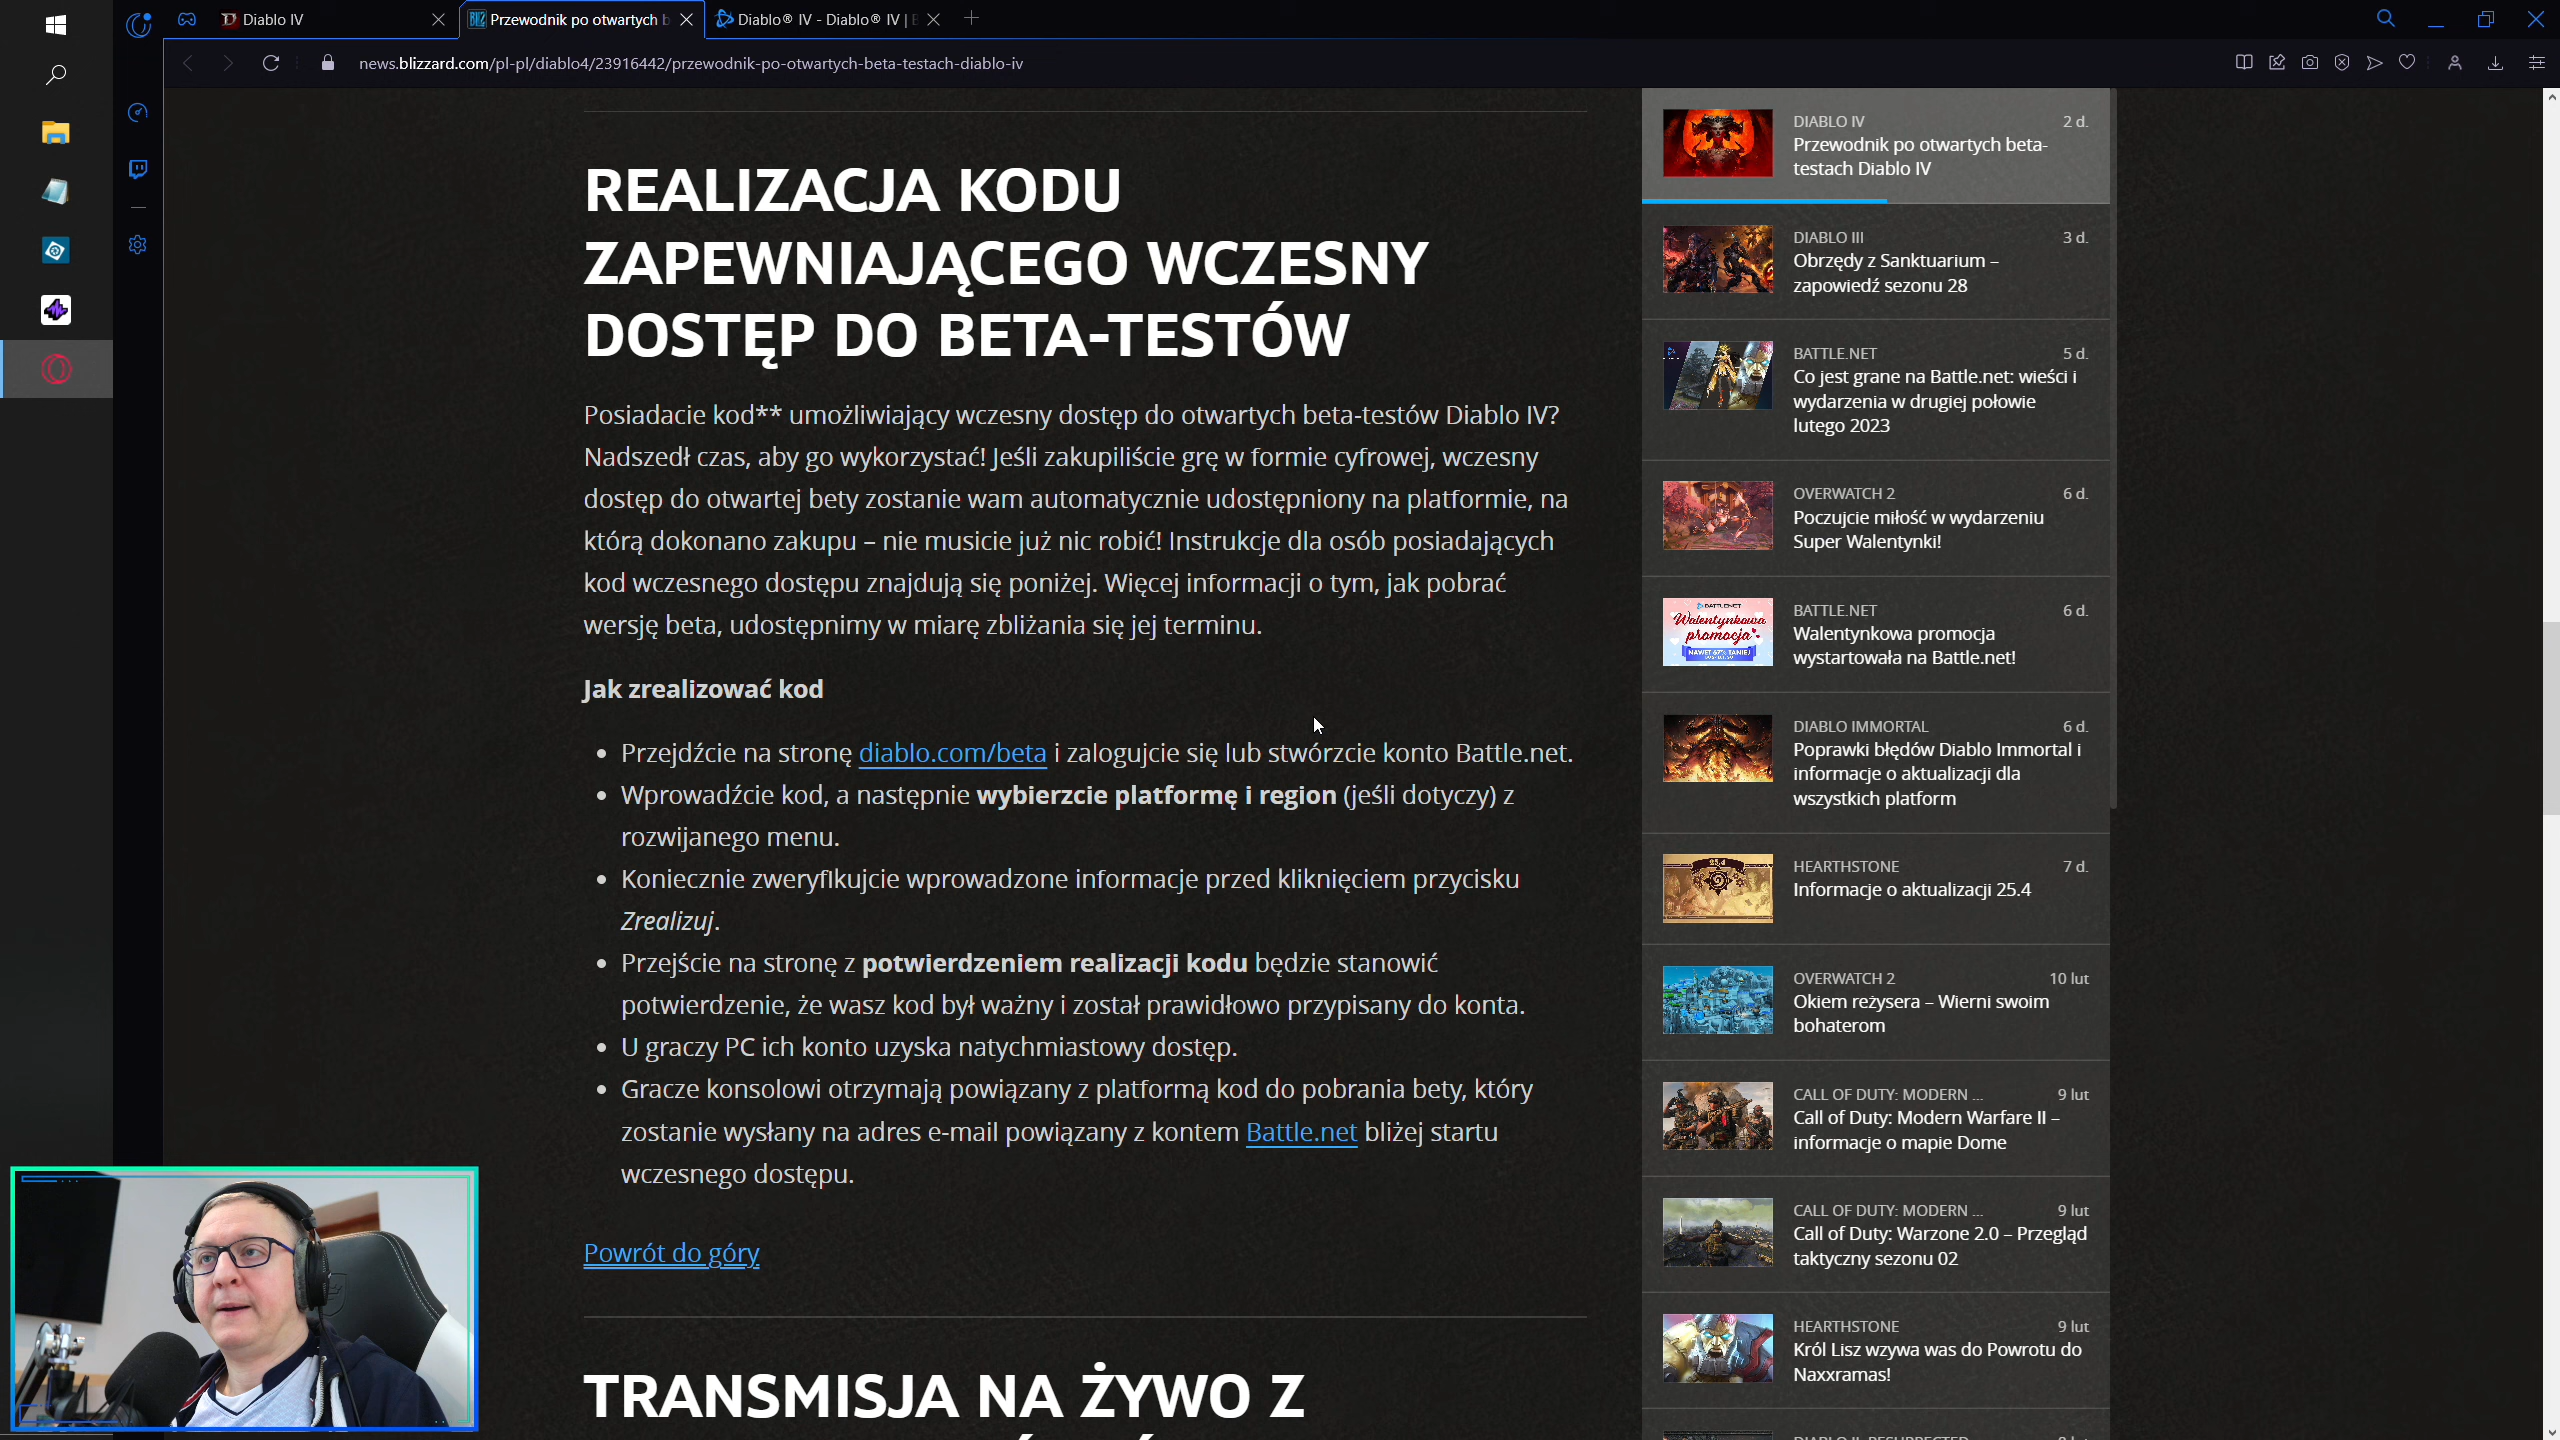 Diablo IV
Przewodnik po otwartych b
Diablo® IV - Diablo® IV |
news.blizzard.com/pl-pl/diablo4/23916442/przewodnik-po-otwartych-beta-testach-diablo-iv
REALIZACJA KODU
ZAPEWNIAJĄCEGO WCZESNY
DOSTĘP DO BETA-TESTÓW
Posiadacie kod** umożliwiający wczesny dostęp do otwartych beta-testów Diablo IV?
Nadszedł czas, aby go wykorzystać! Jeśli zakupiliście grę w formie cyfrowej, wczesny
dostęp do otwartej bety zostanie wam automatycznie udostępniony na platformie, na
którą dokonano zakupu – nie musicie już nic robić! Instrukcje dla osób posiadających
kod wczesnego dostępu znajdują się poniżej. Więcej informacji o tym, jak pobrać
wersję beta, udostępnimy w miarę zbliżania się jej terminu.
Jak zrealizować kod
• Przejdźcie na stronę diablo.com/beta i zalogujcie się lub stwórzcie konto Battle.net.
• Wprowadźcie kod, a następnie wybierzcie platformę i region (jeśli dotyczy) z
rozwijanego menu.
• Koniecznie zweryfikujcie wprowadzone informacje przed kliknięciem przycisku
Zrealizuj.
• Przejście na stronę z potwierdzeniem realizacji kodu będzie stanowić
potwierdzenie, że wasz kod był ważny i został prawidłowo przypisany do konta.
• U graczy PC ich konto uzyska natychmiastowy dostęp.
• Gracze konsolowi otrzymają powiązany z platformą kod do pobrania bety, który
zostanie wysłany na adres e-mail powiązany z kontem Battle.net bliżej startu
wczesnego dostępu.
Powrót do góry
TRANSMISJA NA ŻYWO Z
DIABLO IV 2 d.
Przewodnik po otwartych beta-
testach Diablo IV
DIABLO III 3 d.
Obrzędy z Sanktuarium –
zapowiedź sezonu 28
BATTLE.NET 5 d.
Co jest grane na Battle.net: wieści i
wydarzenia w drugiej połowie
lutego 2023
OVERWATCH 2 6 d.
Poczujcie miłość w wydarzeniu
Super Walentynki!
BATTLE.NET
Walentynkowa
promocja
NAWET 67% TANIEJ
BATTLE.NET 6 d.
Walentynkowa promocja
wystartowała na Battle.net!
DIABLO IMMORTAL 6 d.
Poprawki błędów Diablo Immortal i
informacje o aktualizacji dla
wszystkich platform
25.4
HEARTHSTONE 7 d.
Informacje o aktualizacji 25.4
OVERWATCH 2 10 lut
Okiem reżysera – Wierni swoim
bohaterom
CALL OF DUTY: MODERN ... 9 lut
Call of Duty: Modern Warfare II –
informacje o mapie Dome
CALL OF DUTY: MODERN ... 9 lut
Call of Duty: Warzone 2.0 – Przegląd
taktyczny sezonu 02
HEARTHSTONE 9 lut
Król Lisz wzywa was do Powrotu do
Naxxramas!